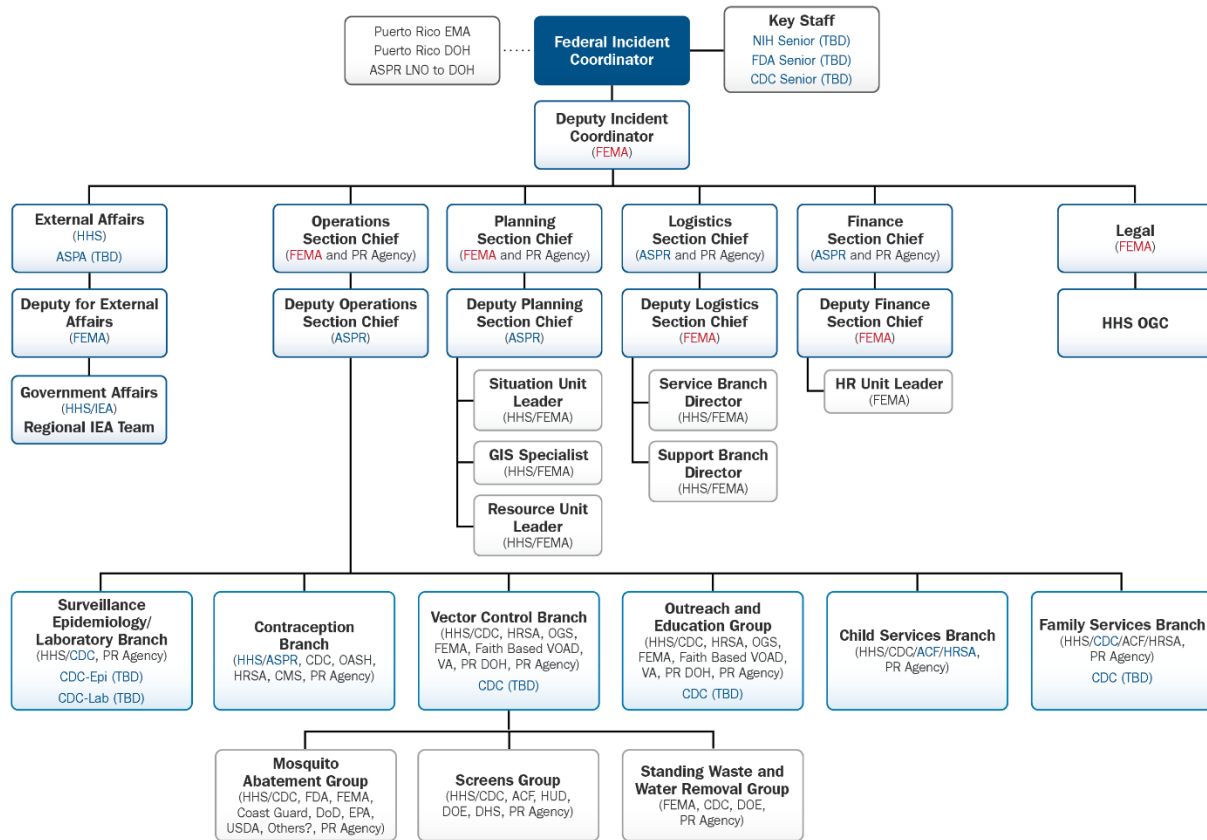 Puerto Rico EMA
Puerto Rico DOH
ASPR LNO to DOH
Federal Incident
Coordinator
Key Staff
NIH Senior (TBD)
FDA Senior (TBD)
CDC Senior (TBD)
Deputy Incident
Coordinator
(FEMA)
External Affairs
(HHS)
ASPA (TBD)
Operations
Section Chief
(FEMA and PR Agency)
Planning
Section Chief
(FEMA and PR Agency)
Logistics
Section Chief
(ASPR and PR Agency)
Finance
Section Chief
(ASPR and PR Agency)
Legal
(FEMA)
Deputy for External
Affairs
(FEMA)
Deputy Operations
Section Chief
(ASPR)
Deputy Planning
Section Chief
(ASPR)
Deputy Logistics
Section Chief
(FEMA)
Deputy Finance
Section Chief
(FEMA)
HHS OGC
Government Affairs
(HHS/IEA)
Regional IEA Team
Situation Unit
Leader
(HHS/FEMA)
Service Branch
Director
(HHS/FEMA)
HR Unit Leader
(FEMA)
GIS Specialist
(HHS/FEMA)
Support Branch
Director
(HHS/FEMA)
Resource Unit
Leader
(HHS/FEMA)
Surveillance
Epidemiology/
Laboratory Branch
(HHS/CDC, PR Agency)
CDC-Epi (TBD)
CDC-Lab (TBD)
Contraception
Branch
(HHS/ASPR, CDC, OASH,
HRSA, CMS, PR Agency)
Vector Control Branch
(HHS/CDC, HRSA, OGS,
FEMA, Faith Based VOAD,
VA, PR DOH, PR Agency)
CDC (TBD)
Outreach and
Education Group
(HHS/CDC, HRSA, OGS,
FEMA, Faith Based VOAD,
VA, PR DOH, PR Agency)
CDC (TBD)
Child Services Branch
(HHS/CDC/ACF/HRSA,
PR Agency)
Family Services Branch
(HHS/CDC/ACF/HRSA,
PR Agency)
CDC (TBD)
Mosquito
Abatement Group
(HHS/CDC, FDA, FEMA,
Coast Guard, DoD, EPA,
USDA, Others?, PR Agency)
Screens Group
(HHS/CDC, ACF, HUD,
DOE, DHS, PR Agency)
Standing Waste and
Water Removal Group
(FEMA, CDC, DOE,
PR Agency)